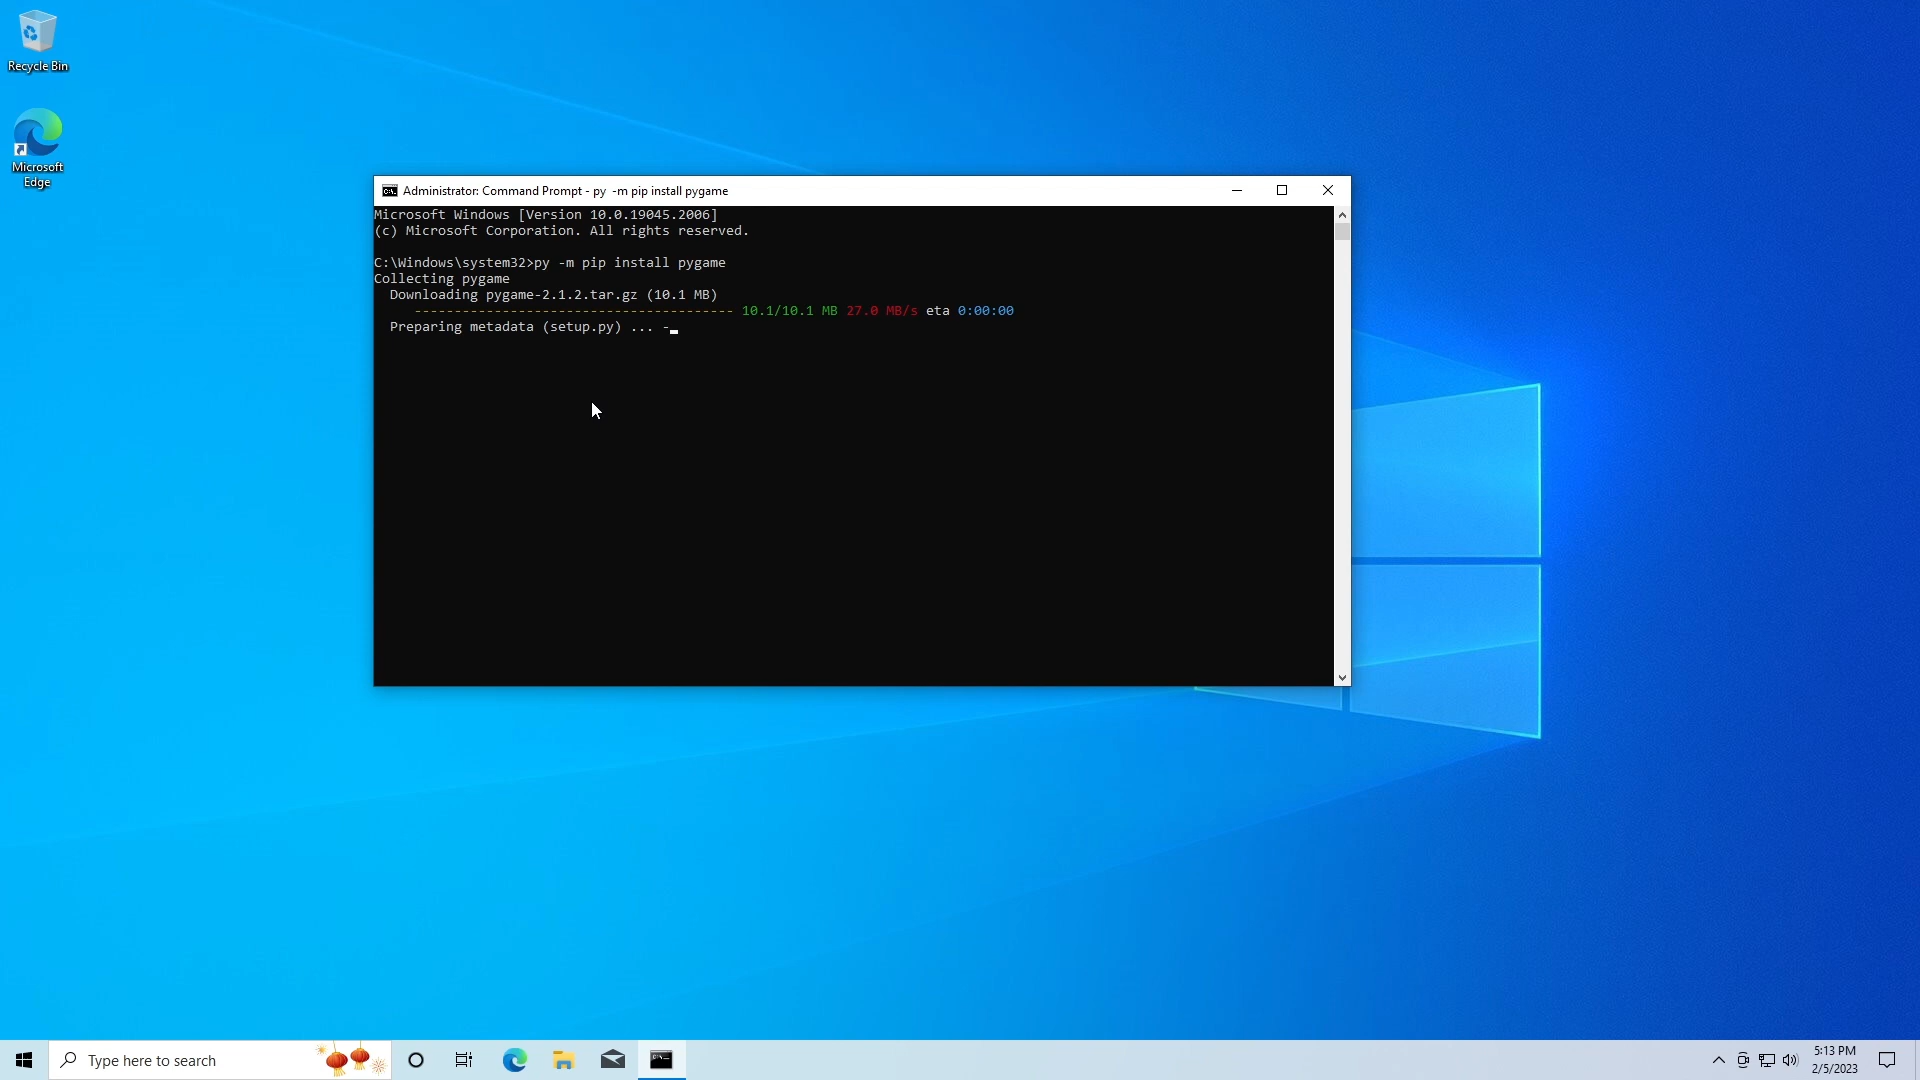 Recycle Bin
Microsoft
Edge
Administrator: Command Prompt - py  -m pip install pygame
Microsoft Windows [Version 10.0.19045.2006]
(c) Microsoft Corporation. All rights reserved.
C:\Windows\system32>py -m pip install pygame
Collecting pygame
  Downloading pygame-2.1.2.tar.gz (10.1 MB)
     ---------------------------------------- 10.1/10.1 MB 27.0 MB/s eta 0:00:00
  Preparing metadata (setup.py) ... -
Type here to search
5:13 PM
2/5/2023